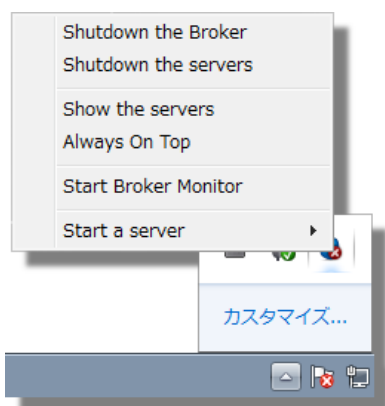 Shutdown the Broker
Shutdown the servers
Show the servers
Always On Top
Start Broker Monitor
Start a server
カスタマイズ...